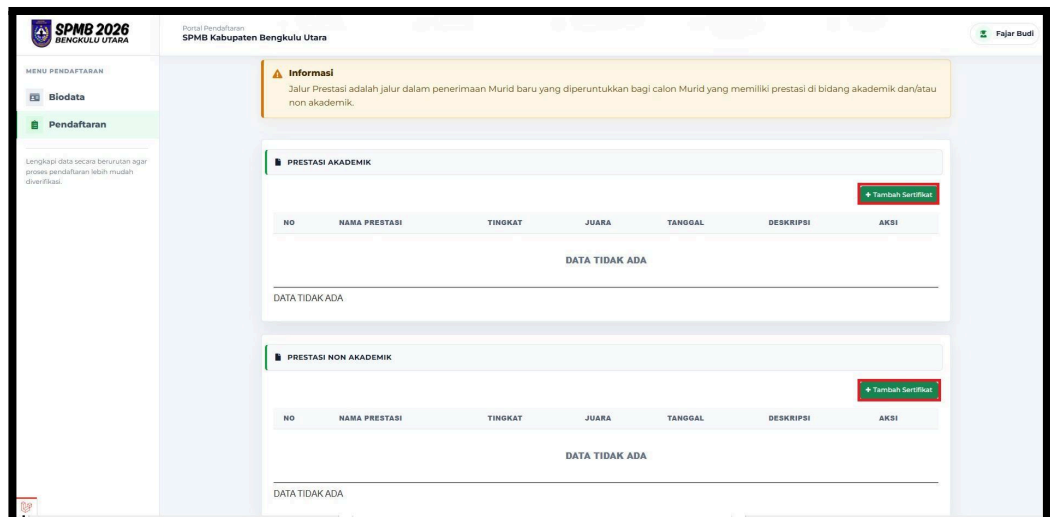 SPMB 2026
BENGKULU UTARA
Portal Pendaftaran
SPMB Kabupaten Bengkulu Utara
Fajar Budi
MENU PENDAFTARAN
Biodata
Pendaftaran
Lengkapi data secara berurutan agar
proses pendaftaran lebih mudah
diverifikasi.
Informasi
Jalur Prestasi adalah jalur dalam penerimaan Murid baru yang diperuntukkan bagi calon Murid yang memiliki prestasi di bidang akademik dan/atau
non akademik.
PRESTASI AKADEMIK
+ Tambah Sertifikat
NO NAMA PRESTASI TINGKAT JUARA TANGGAL DESKRIPSI AKSI
DATA TIDAK ADA
DATA TIDAK ADA
PRESTASI NON AKADEMIK
+ Tambah Sertifikat
NO NAMA PRESTASI TINGKAT JUARA TANGGAL DESKRIPSI AKSI
DATA TIDAK ADA
DATA TIDAK ADA